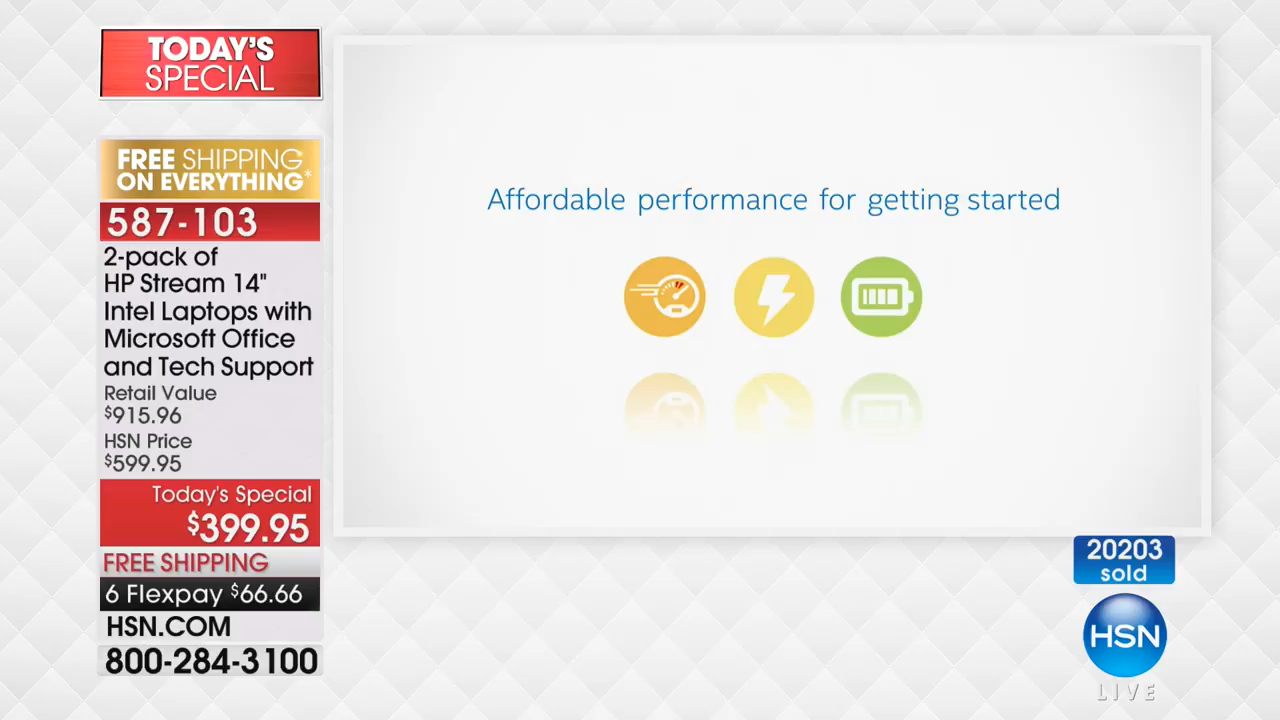 TODAY'S
SPECIAL
FREE SHIPPING
ON EVERYTHING*
587-103
2-pack of
HP Stream 14"
Intel Laptops with
Microsoft Office
and Tech Support
Retail Value
$915.96
HSN Price
$599.95
Today's Special
$399.95
FREE SHIPPING
6 Flexpay $66.66
HSN.COM
800-284-3100
Affordable performance for getting started
20203
sold
HSN
LIVE